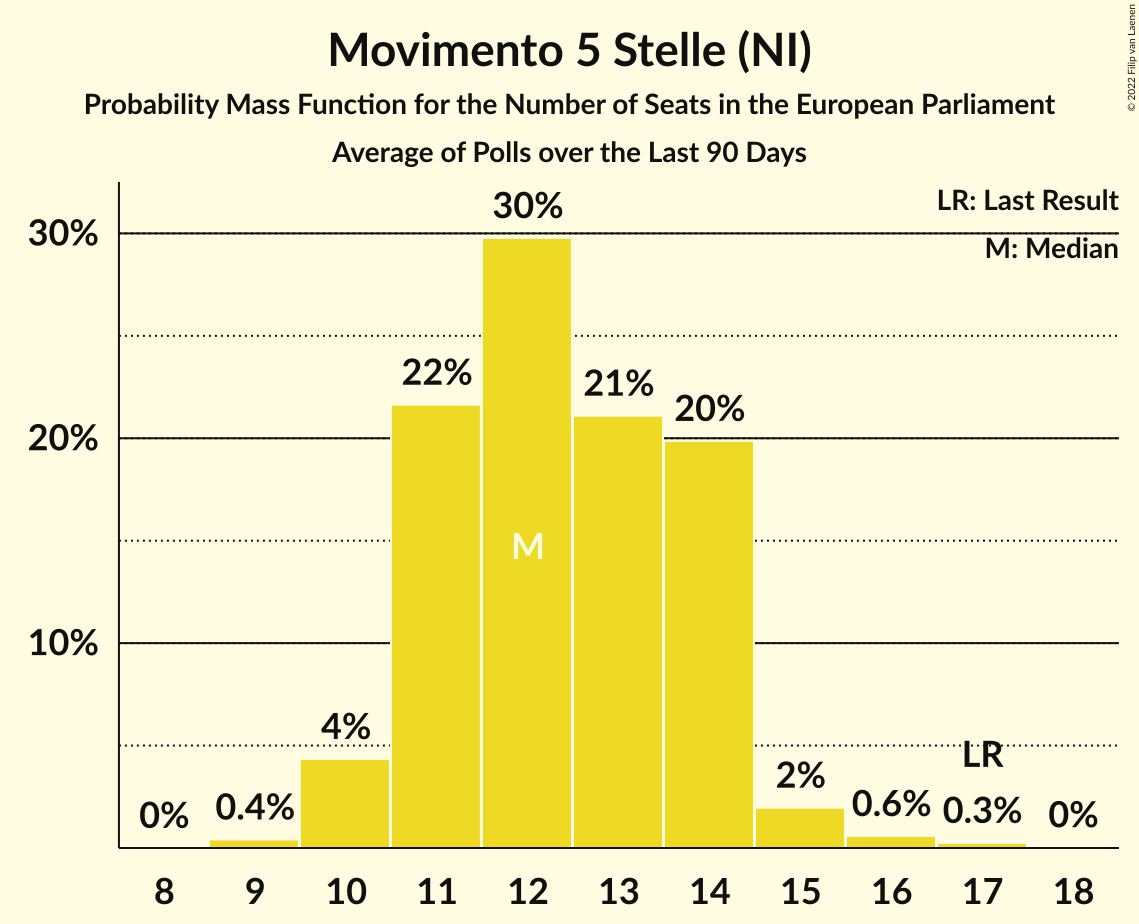 Movimento 5 Stelle (NI)
Probability Mass Function for the Number of Seats in the European Parliament
Average of Polls over the Last 90 Days
© 2022 Filip van Laenen
LR: Last Result
M: Median
30%
20%
10%
0%
0.4%
4%
22%
30%
21%
20%
2%
0.6%
0.3%
0%
M
LR
8 9 10 11 12 13 14 15 16 17 18